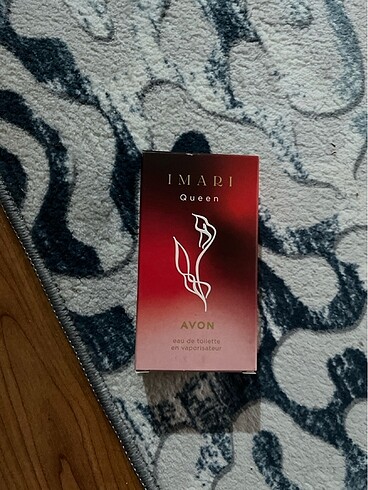 IMARI
Queen
AVON
eau de toilette
en vaporisateur